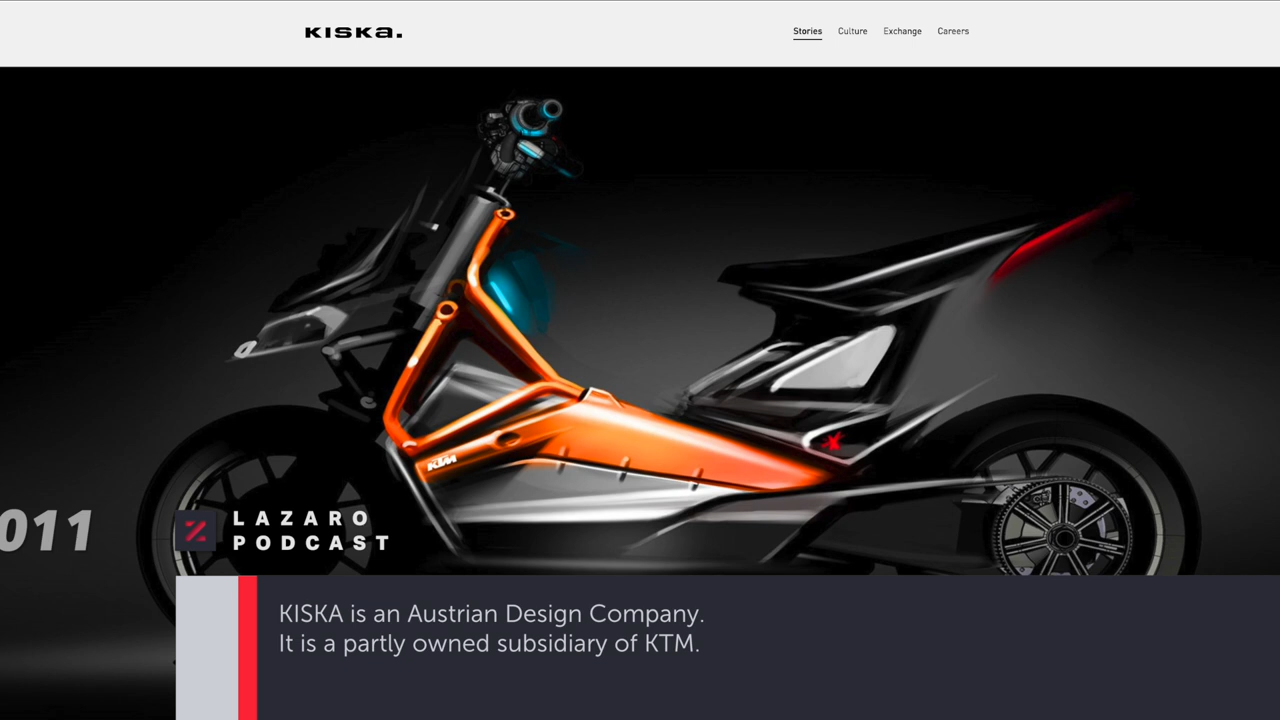 KISKA.
Stories Culture Exchange Careers
KTM
011
LAZARO
PODCAST
KISKA is an Austrian Design Company.
It is a partly owned subsidiary of KTM.